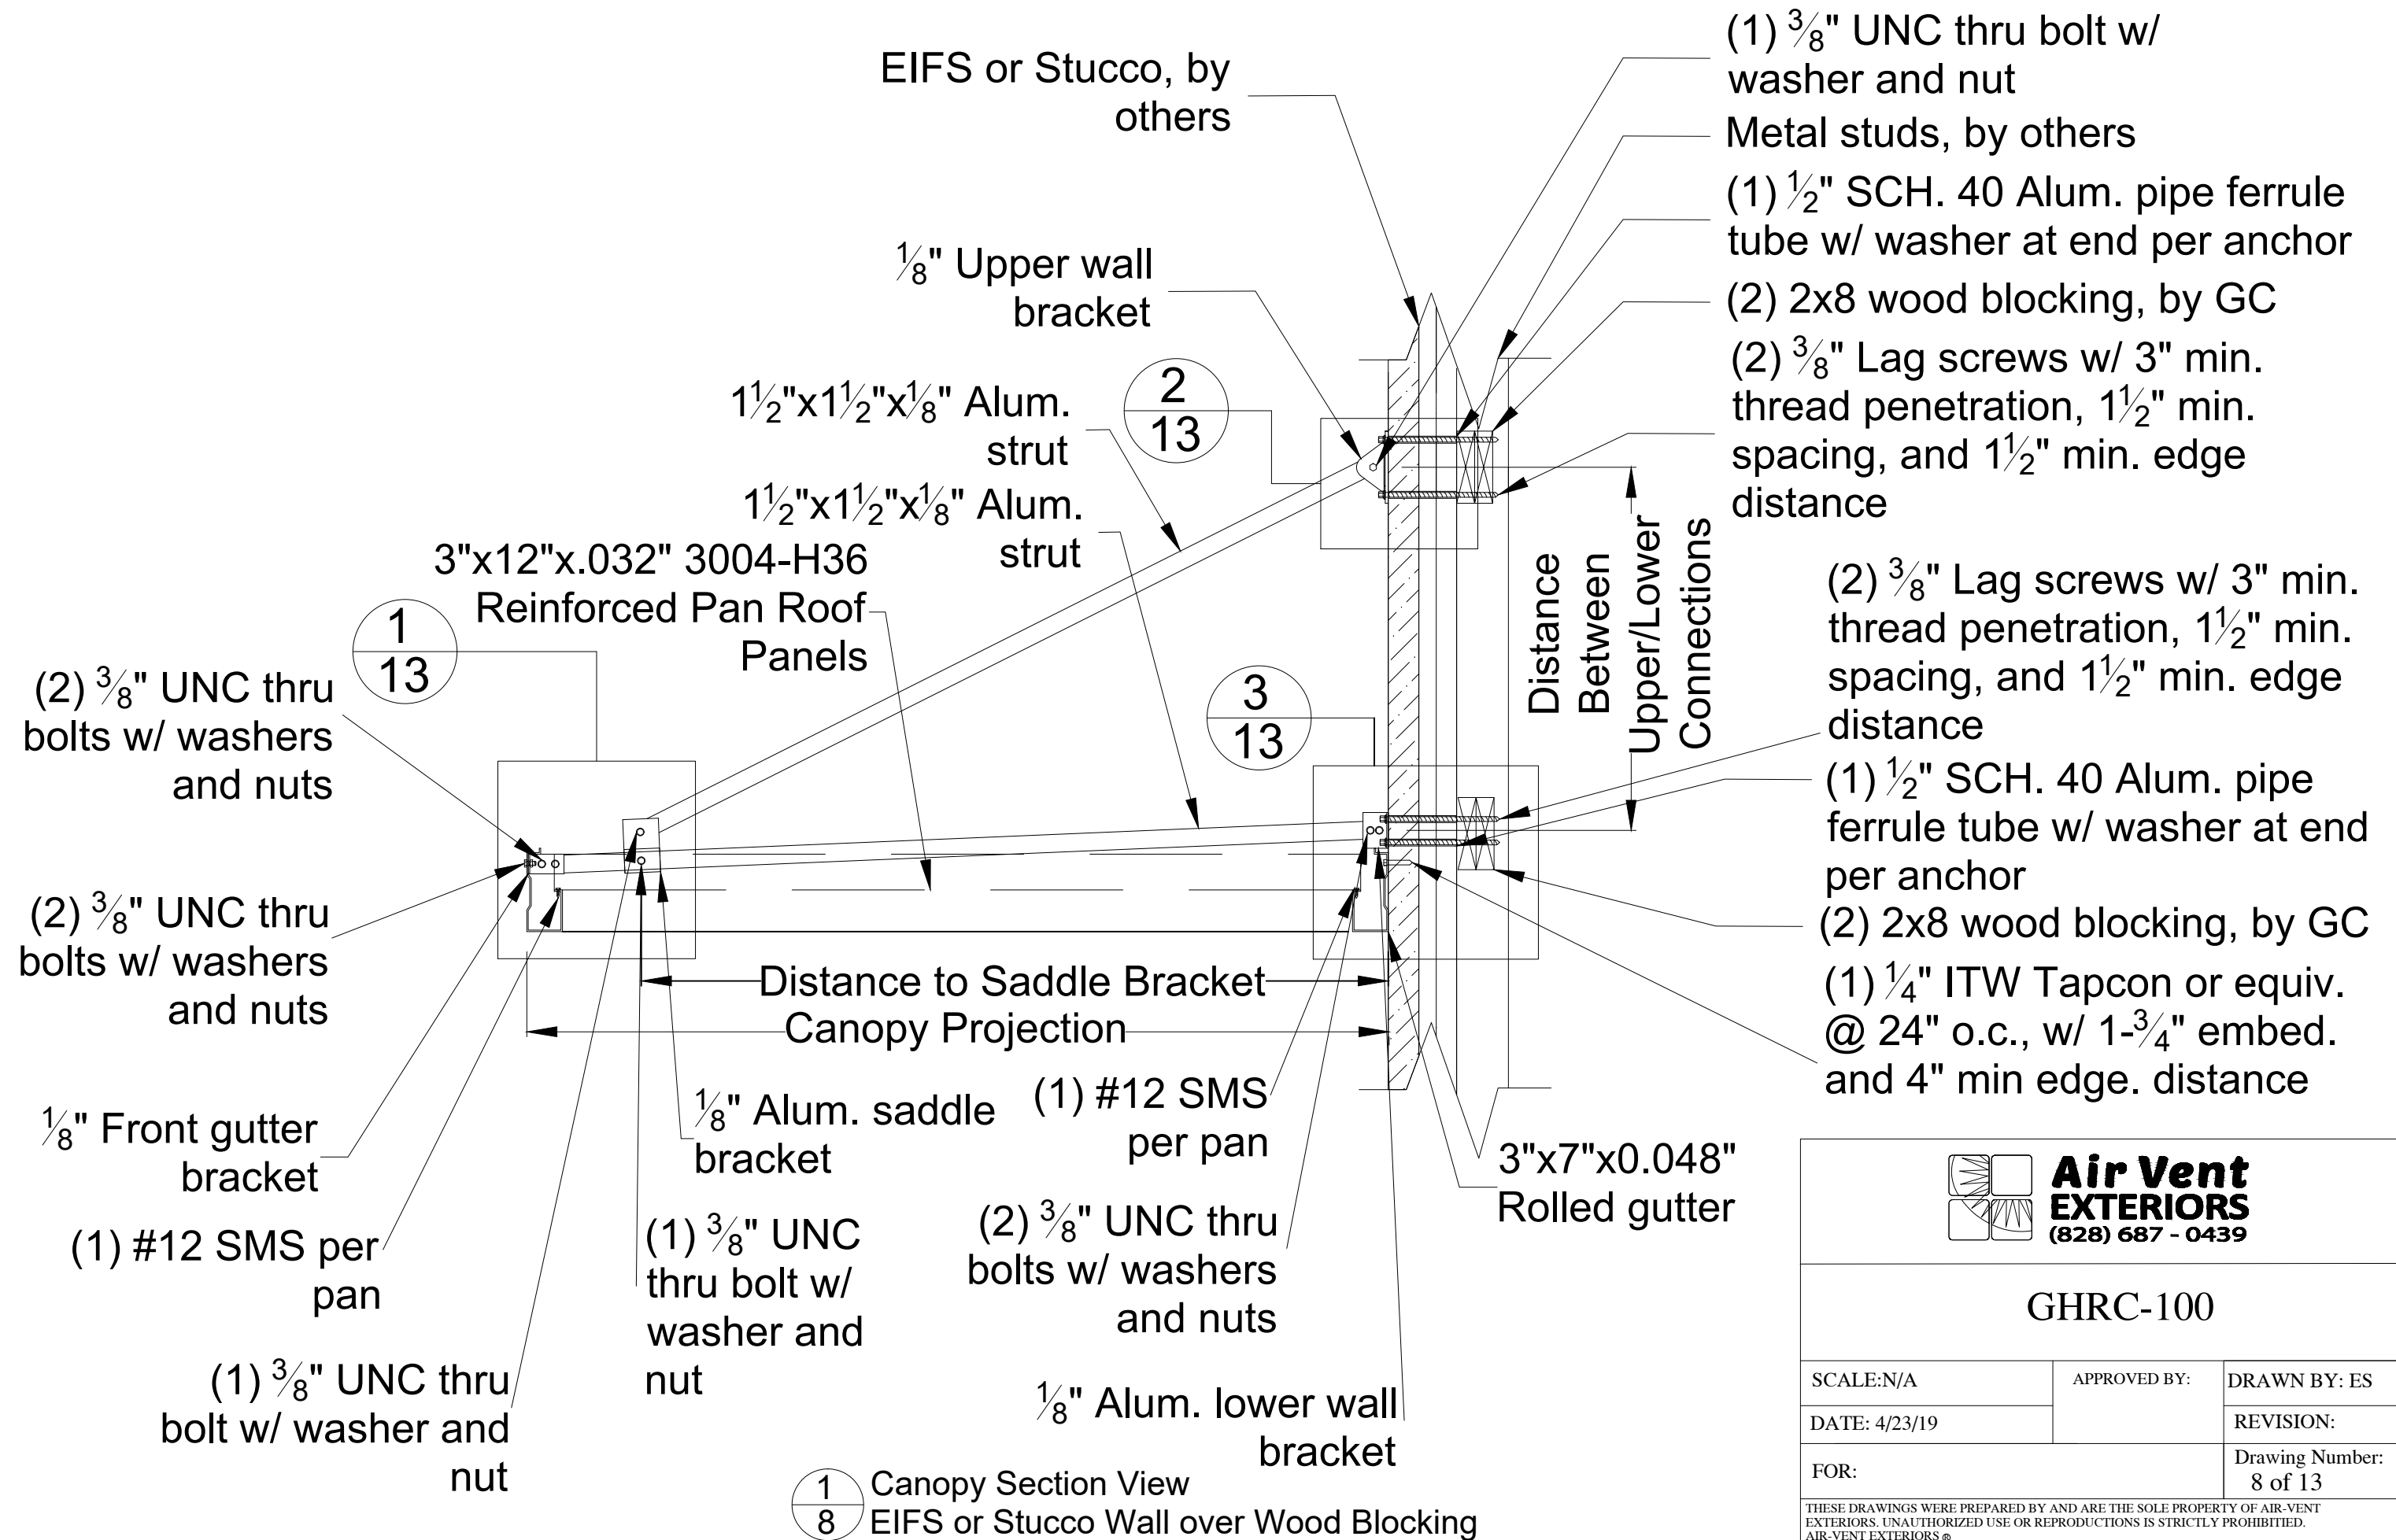 EIFS or Stucco, by
others
⅛" Upper wall
bracket
1½"x1½"x⅛" Alum.
strut
1½"x1½"x⅛" Alum.
strut
3"x12"x.032" 3004-H36
Reinforced Pan Roof
Panels
2
13
1
13
3
13
(2) ⅜" UNC thru
bolts w/ washers
and nuts
(2) ⅜" UNC thru
bolts w/ washers
and nuts
⅛" Front gutter
bracket
(1) #12 SMS per
pan
(1) ⅜" UNC thru
bolt w/ washer and
nut
Distance to Saddle Bracket
Canopy Projection
⅛" Alum. saddle
bracket
(1) ⅜" UNC
thru bolt w/
washer and
nut
(1) #12 SMS
per pan
(2) ⅜" UNC thru
bolts w/ washers
and nuts
⅛" Alum. lower wall
bracket
3"x7"x0.048"
Rolled gutter
Distance
Between
Upper/Lower
Connections
(1) ⅜" UNC thru bolt w/
washer and nut
Metal studs, by others
(1) ½" SCH. 40 Alum. pipe ferrule
tube w/ washer at end per anchor
(2) 2x8 wood blocking, by GC
(2) ⅜" Lag screws w/ 3" min.
thread penetration, 1½" min.
spacing, and 1½" min. edge
distance
(2) ⅜" Lag screws w/ 3" min.
thread penetration, 1½" min.
spacing, and 1½" min. edge
distance
(1) ½" SCH. 40 Alum. pipe
ferrule tube w/ washer at end
per anchor
(2) 2x8 wood blocking, by GC
(1) ¼" ITW Tapcon or equiv.
@ 24" o.c., w/ 1-¾" embed.
and 4" min edge. distance
1
8
Canopy Section View
EIFS or Stucco Wall over Wood Blocking
Air Vent
EXTERIORS
(828) 687 - 0439
GHRC-100
SCALE:N/A
APPROVED BY:
DRAWN BY: ES
DATE: 4/23/19
REVISION:
FOR:
Drawing Number:
8 of 13
THESE DRAWINGS WERE PREPARED BY AND ARE THE SOLE PROPERTY OF AIR-VENT
EXTERIORS. UNAUTHORIZED USE OR REPRODUCTIONS IS STRICTLY PROHIBITIED.
AIR-VENT EXTERIORS ®